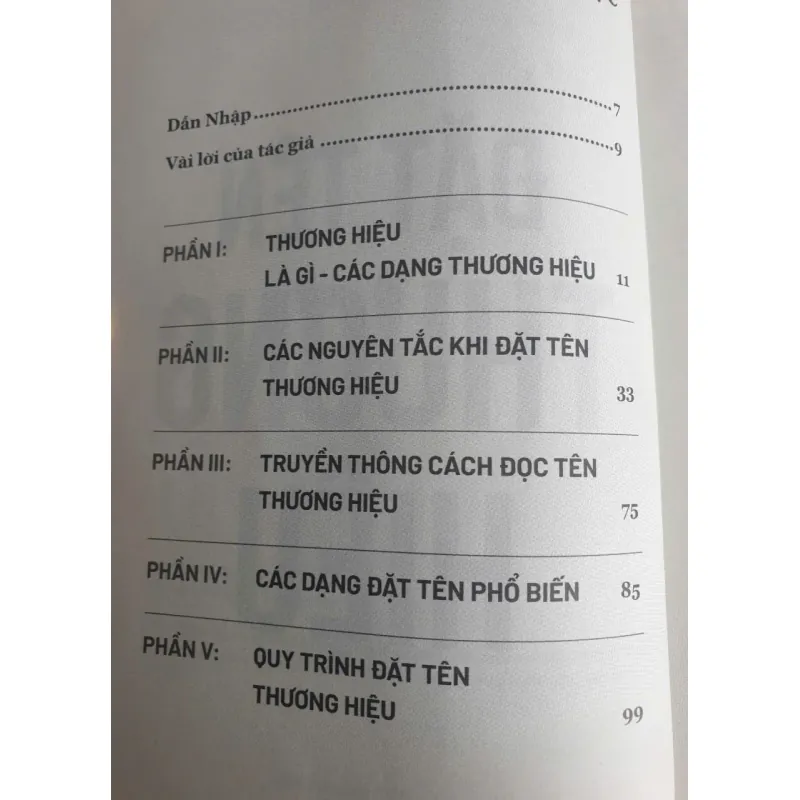 Dẫn Nhập 7
Vài lời của tác giả 9
PHẦN I: THƯƠNG HIỆU
LÀ GÌ - CÁC DẠNG THƯƠNG HIỆU 11
PHẦN II: CÁC NGUYÊN TẮC KHI ĐẶT TÊN
THƯƠNG HIỆU 33
PHẦN III: TRUYỀN THÔNG CÁCH ĐỌC TÊN
THƯƠNG HIỆU 75
PHẦN IV: CÁC DẠNG ĐẶT TÊN PHỔ BIẾN 85
PHẦN V: QUY TRÌNH ĐẶT TÊN
THƯƠNG HIỆU 99